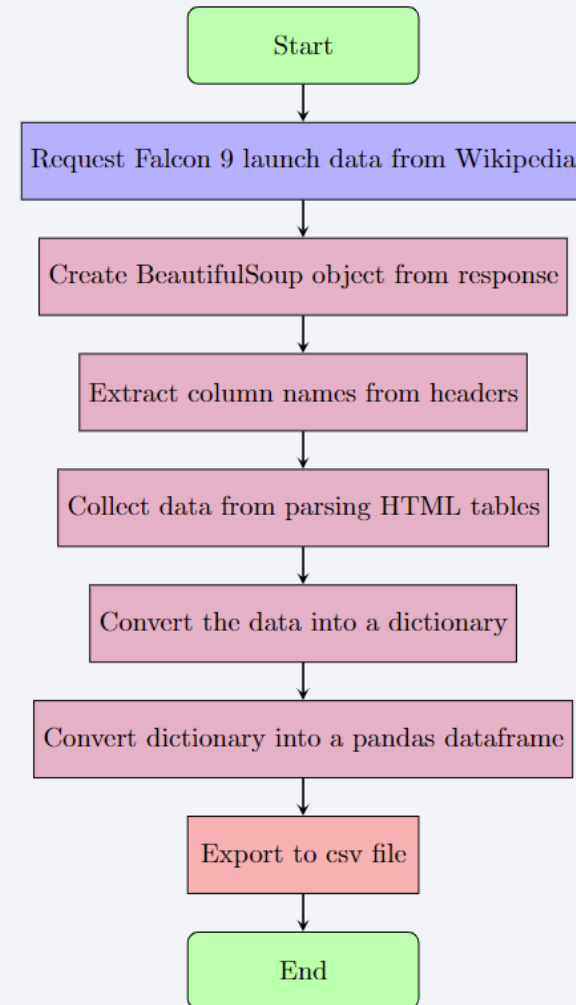 Start
Request Falcon 9 launch data from Wikipedia
Create BeautifulSoup object from response
Extract column names from headers
Collect data from parsing HTML tables
Convert the data into a dictionary
Convert dictionary into a pandas dataframe
Export to csv file
End